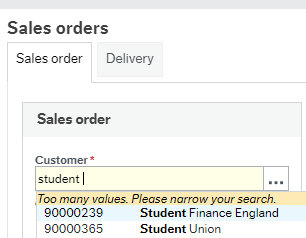 Sales orders
Sales order Delivery
Sales order
Customer *
student ...
Too many values. Please narrow your search.
90000239 Student Finance England
90000365 Student Union